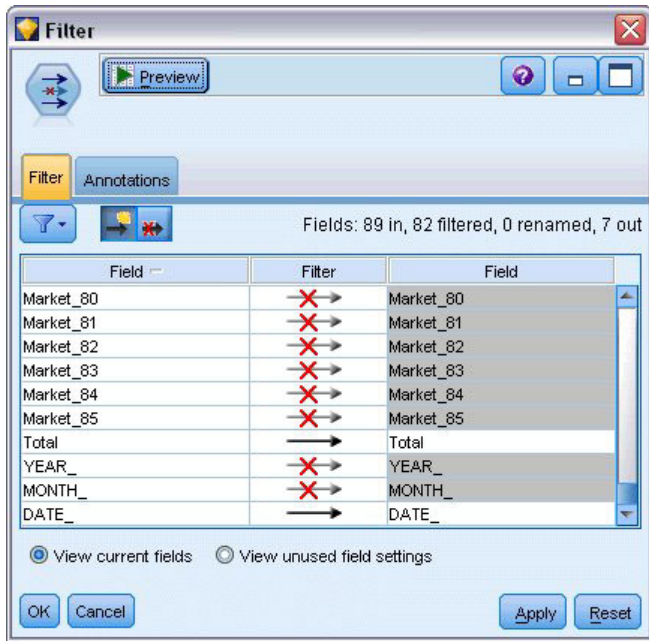 Filter
Preview
Filter Annotations
Fields: 89 in, 82 filtered, 0 renamed, 7 out
Field Filter Field
Market_80 Market_80
Market_81 Market_81
Market_82 Market_82
Market_83 Market_83
Market_84 Market_84
Market_85 Market_85
Total Total
YEAR_ YEAR_
MONTH_ MONTH_
DATE_ DATE_
View current fields View unused field settings
OK Cancel Apply Reset